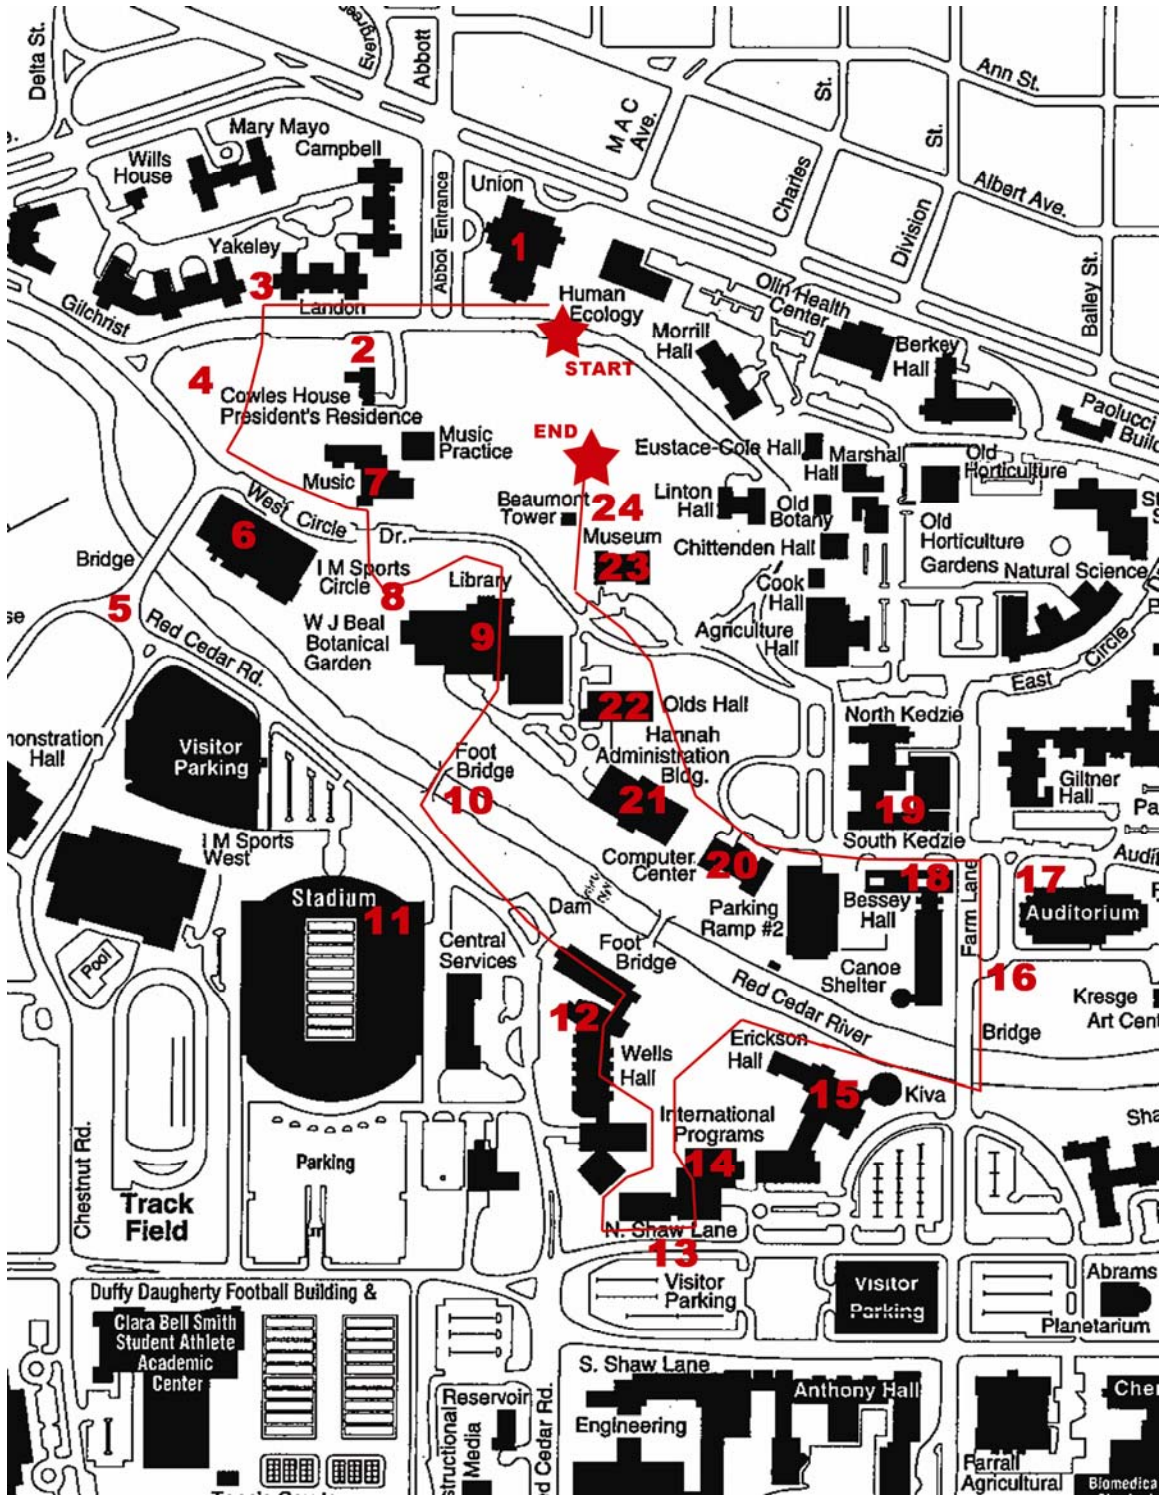 Delta St.
Evergreen
Abbott
M A C
Ave.
Charles
St.
Division
St.
Ann St.
Albert Ave.
Bailey St.
Mary Mayo
Campbell
Wills
House
Abbot Entrance
Union
1
Yakeley
3
Landon
Gilchrist
Human
Ecology
START
Olin Health
Center
Morrill
Hall
Berkey
Hall
Paolucci
2
4
Cowles House
President's Residence
Music
Practice
END
Eustace-Cole Hall
Marshall
Hall
Old
Horticulture
Music
7
Beaumont
Tower
24
Linton
Hall
Old
Botany
West Circle
Dr.
6
Museum
23
Chittenden Hall
Old
Horticulture
Gardens
Natural Science
Bridge
I M Sports
Circle
8
Library
Cook
Hall
5
Red Cedar Rd.
W J Beal
Botanical
Garden
9
Agriculture
Hall
East Circle
22
Olds Hall
North Kedzie
Hall
Visitor
Parking
Foot
Bridge
10
Hannah
Administration
Bldg.
21
Giltner
Hall
19
South Kedzie
I M Sports
West
Computer
Center
20
18
17
Stadium
11
Dam
Parking
Ramp #2
Bessey
Hall
Farm Lane
Auditorium
Central
Services
Foot
Bridge
Canoe
Shelter
16
Pool
Red Cedar River
Kresge
Art Cent
12
Bridge
Wells
Hall
Erickson
Hall
15
Kiva
International
Programs
14
Chestnut Rd.
Parking
Track
Field
N. Shaw Lane
13
Visitor
Parking
Visitor
Parking
Abrams
Planetarium
Duffy Daugherty Football Building &
Clara Bell Smith
Student Athlete
Academic
Center
S. Shaw Lane
Anthony Hall
Reservoir
Engineering
Media
Cedar Rd.
Farrall
Agricultural